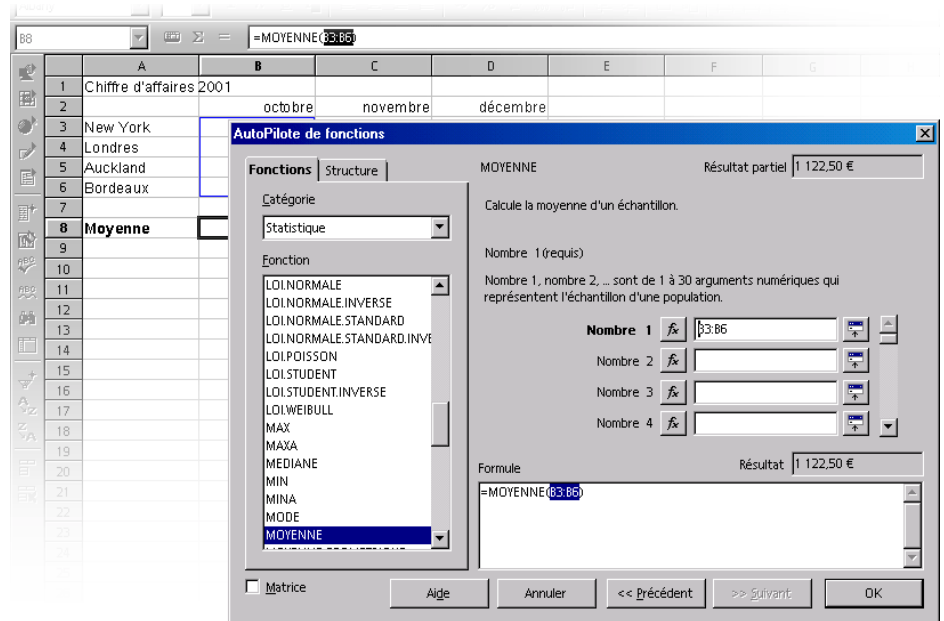 B8
Σ =
=MOYENNE(B3:B6)
A B C D E F G
1 Chiffre d'affaires 2001
2 octobre novembre décembre
3 New York
4 Londres
5 Auckland
6 Bordeaux
7
8 Moyenne
9
10
11
12
13
14
15
16
17
18
19
20
21
22
23
24
AutoPilote de fonctions
Fonctions Structure
Catégorie
Statistique
Fonction
LOI.NORMALE
LOI.NORMALE.INVERSE
LOI.NORMALE.STANDARD
LOI.NORMALE.STANDARD.INVE
LOI.POISSON
LOI.STUDENT
LOI.STUDENT.INVERSE
LOI.WEIBULL
MAX
MAXA
MEDIANE
MIN
MINA
MODE
MOYENNE
MOYENNE Résultat partiel 1 122,50 €
Calcule la moyenne d'un échantillon.
Nombre 1 (requis)
Nombre 1, nombre 2, ... sont de 1 à 30 arguments numériques qui
représentent l'échantillon d'une population.
Nombre 1 fx B3:B6
Nombre 2 fx
Nombre 3 fx
Nombre 4 fx
Formule Résultat 1 122,50 €
=MOYENNE(B3:B6)
Matrice
Aide Annuler << Précédent >> Suivant OK